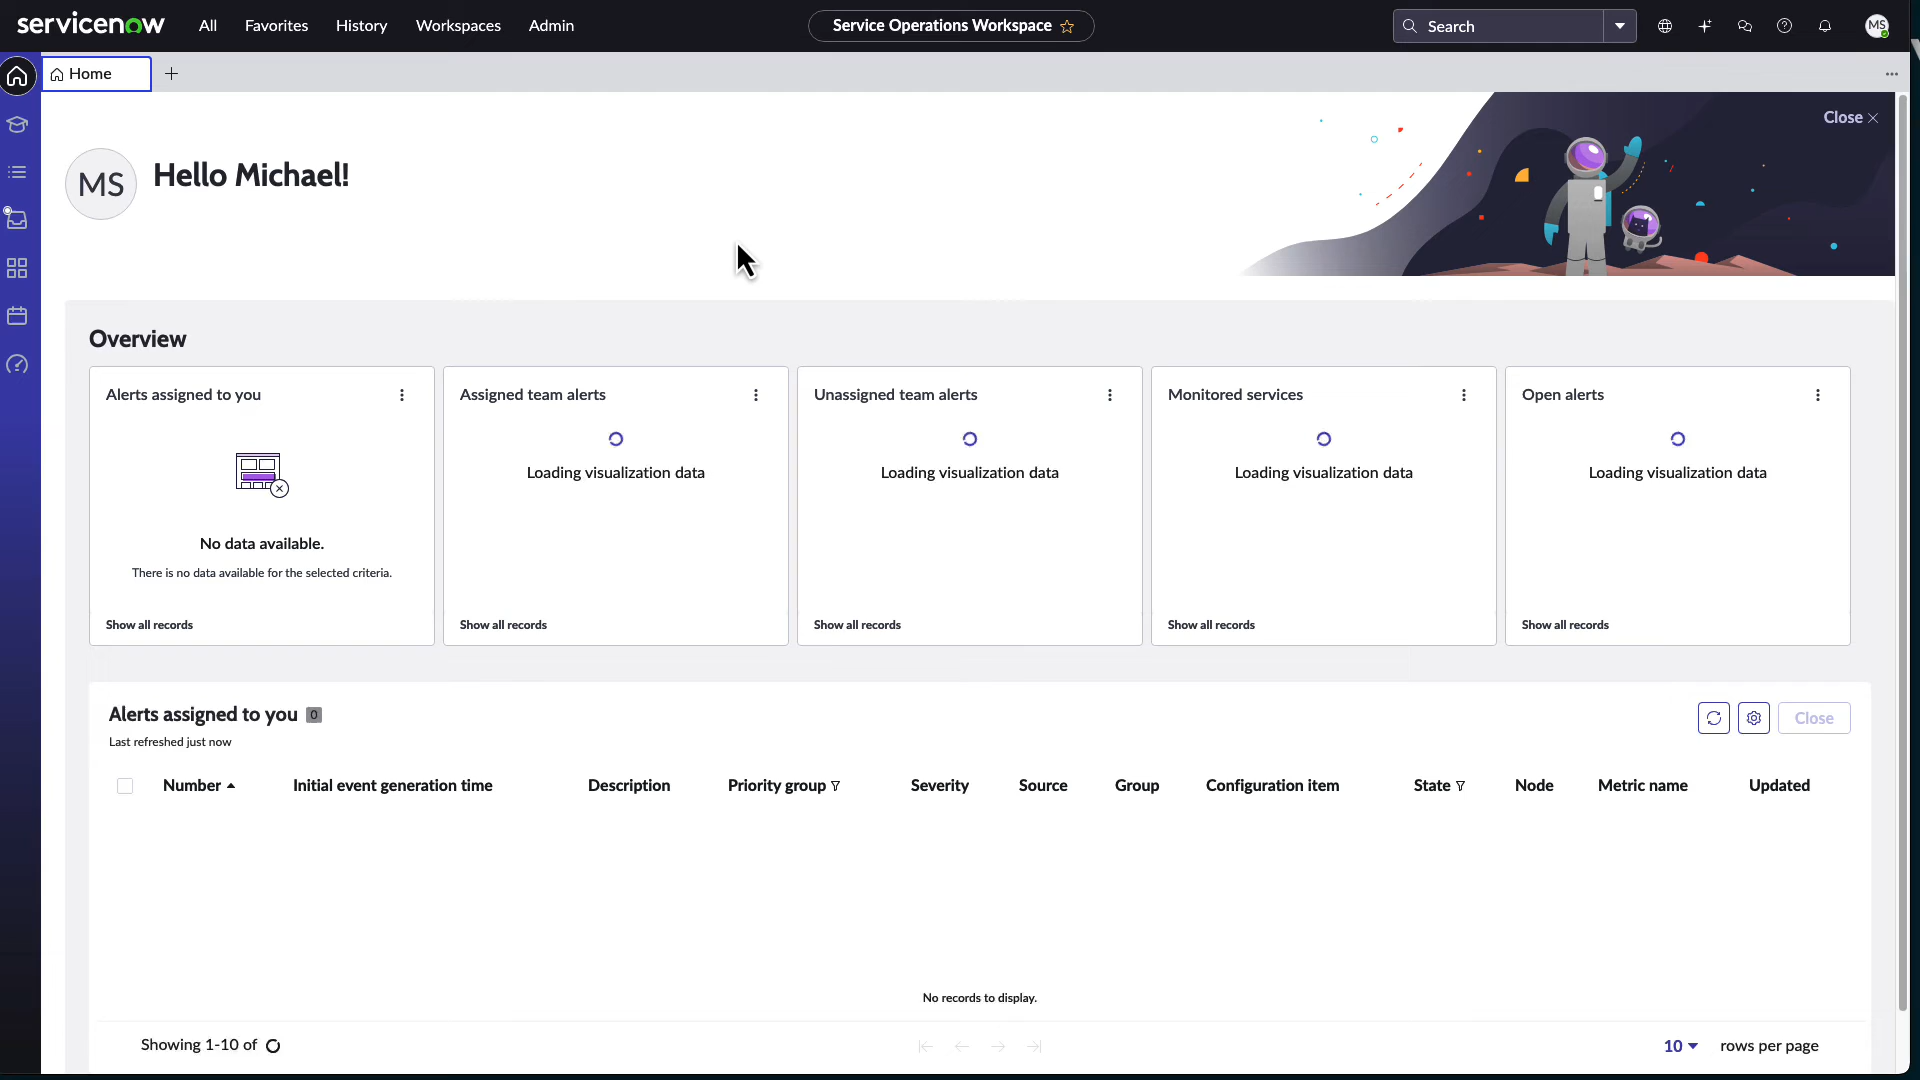 servicenow All Favorites History Workspaces Admin Service Operations Workspace Search MS
Home
Close
MS Hello Michael!
Overview
Alerts assigned to you
No data available.
There is no data available for the selected criteria.
Show all records
Assigned team alerts
Loading visualization data
Show all records
Unassigned team alerts
Loading visualization data
Show all records
Monitored services
Loading visualization data
Show all records
Open alerts
Loading visualization data
Show all records
Alerts assigned to you 0
Last refreshed just now
Close
Number Initial event generation time Description Priority group Severity Source Group Configuration item State Node Metric name Updated
No records to display.
Showing 1-10 of
10 rows per page